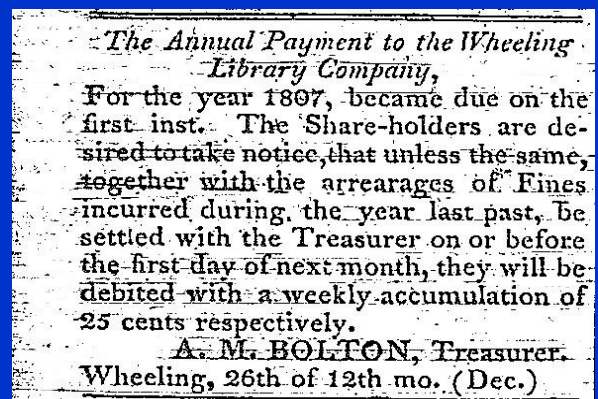 The Annual Payment to the Wheeling
Library Company,
For the year 1807, became due on the
first inst. The Share-holders are de-
sired to take notice, that unless the same,
together with the arrearages of Fines
incurred during the year last past, be
settled with the Treasurer on or before
the first day of next month, they will be
debited with a weekly accumulation of
25 cents respectively.
A. M. BOLTON, Treasurer.
Wheeling, 26th of 12th mo. (Dec.)